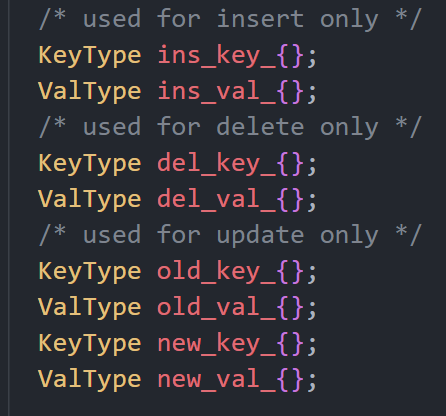 /* used for insert only */
KeyType ins_key_{};
ValType ins_val_{};
/* used for delete only */
KeyType del_key_{};
ValType del_val_{};
/* used for update only */
KeyType old_key_{};
ValType old_val_{};
KeyType new_key_{};
ValType new_val_{};